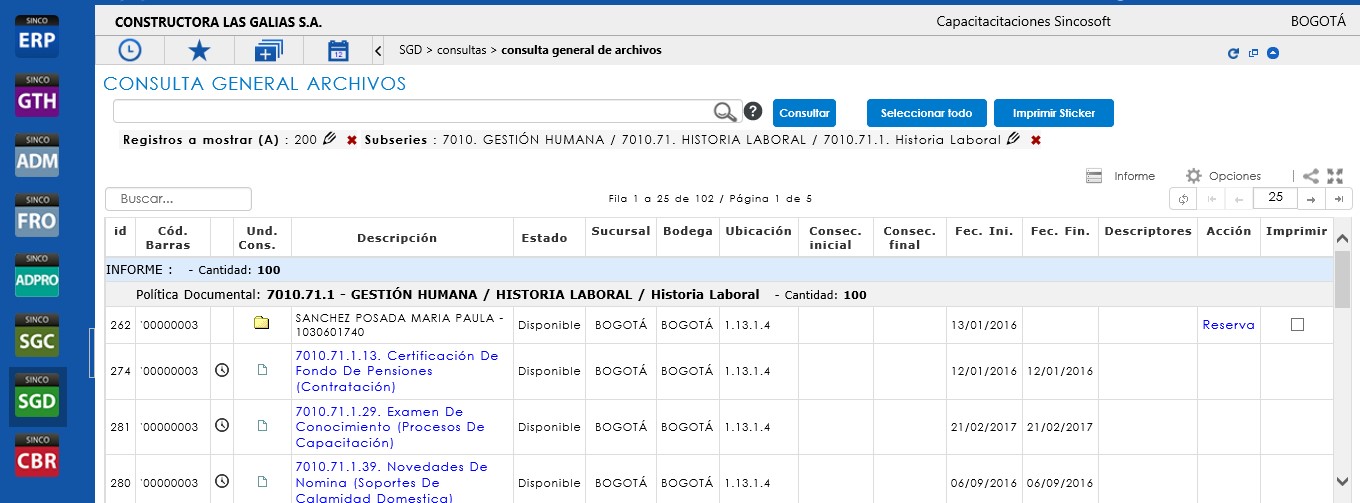 CONSTRUCTORA LAS GALIAS S.A. Capacitacitaciones Sincosoft BOGOTÁ
SINCO
ERP
SGD > consultas > consulta general de archivos
SINCO
GTH
CONSULTA GENERAL ARCHIVOS
? Consultar Seleccionar todo Imprimir Sticker
SINCO
ADM
Registros a mostrar (A) : 200 Subseries : 7010. GESTIÓN HUMANA / 7010.71. HISTORIA LABORAL / 7010.71.1. Historia Laboral
Informe Opciones
SINCO
FRO
Buscar... Fila 1 a 25 de 102 / Página 1 de 5 25
id Cód. Barras Und. Cons. Descripción Estado Sucursal Bodega Ubicación Consec. inicial Consec. final Fec. Ini. Fec. Fin. Descriptores Acción Imprimir
SINCO
ADPRO
INFORME : - Cantidad: 100
Política Documental: 7010.71.1 - GESTIÓN HUMANA / HISTORIA LABORAL / Historia Laboral - Cantidad: 100
SINCO
SGC
262 '00000003 SANCHEZ POSADA MARIA PAULA - Disponible BOGOTÁ BOGOTÁ 1.13.1.4 13/01/2016 Reserva
1030601740
SINCO
SGD
7010.71.1.13. Certificación De
274 '00000003 Fondo De Pensiones Disponible BOGOTÁ BOGOTÁ 1.13.1.4 12/01/2016 12/01/2016
(Contratación)
SINCO
CBR
7010.71.1.29. Examen De
281 '00000003 Conocimiento (Procesos De Disponible BOGOTÁ BOGOTÁ 1.13.1.4 21/02/2017 21/02/2017
Capacitación)
7010.71.1.39. Novedades De
280 '00000003 Nomina (Soportes De Disponible BOGOTÁ BOGOTÁ 1.13.1.4 06/09/2016 06/09/2016
Calamidad Domestica)